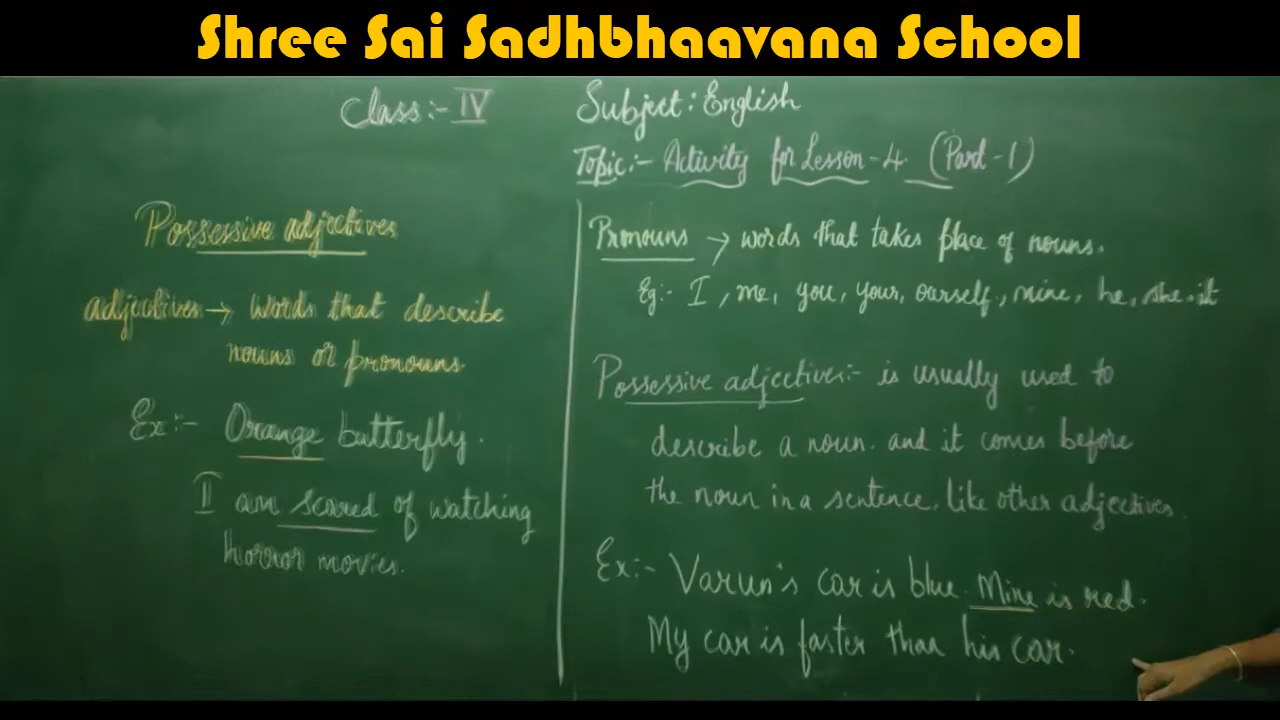 Shree Sai Sadhbhaavana School
Class:- IV
Subject: English
Topic:- Activity for Lesson-4. (Part-1)
Possessive adjectives
adjectives → words that describe
nouns or pronouns.
Ex:- Orange butterfly.
I am scared of watching
horror movies.
Pronouns → words that takes place of nouns.
Eg:- I, me, you, your, ourself, mine, he, she, it
Possessive adjectives:- is usually used to
describe a noun. and it comes before
the noun in a sentence, like other adjectives.
Ex:- Varun's car is blue. Mine is red.
My car is faster than his car.